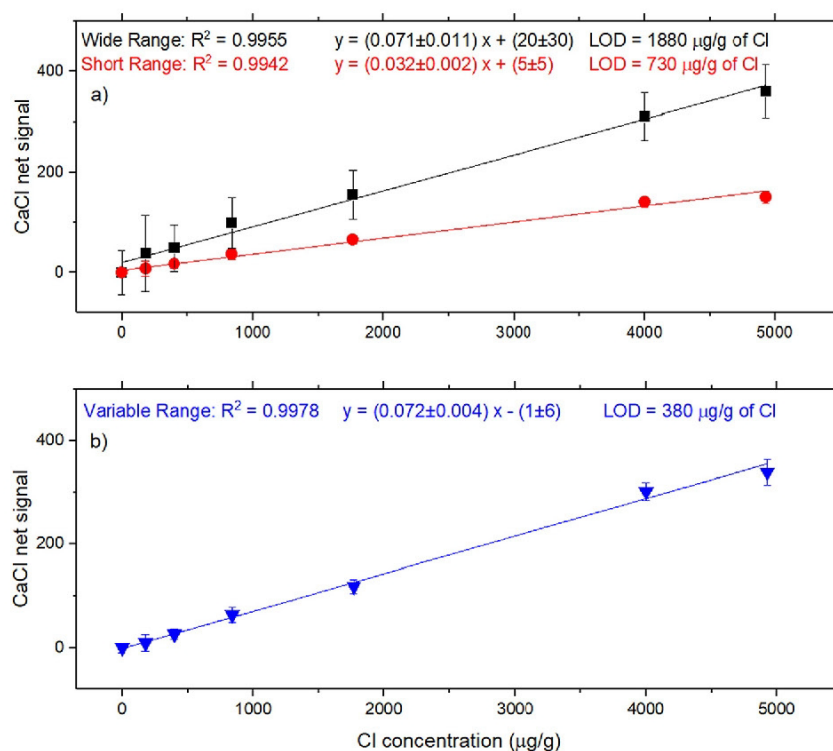 Wide Range: R² = 0.9955 y = (0.071±0.011) x + (20±30) LOD = 1880 μg/g of Cl
Short Range: R² = 0.9942 y = (0.032±0.002) x + (5±5) LOD = 730 μg/g of Cl
a)
400
200
0
CaCl net signal
0 1000 2000 3000 4000 5000
Variable Range: R² = 0.9978 y = (0.072±0.004) x - (1±6) LOD = 380 μg/g of Cl
b)
400
200
0
CaCl net signal
0 1000 2000 3000 4000 5000
Cl concentration (μg/g)